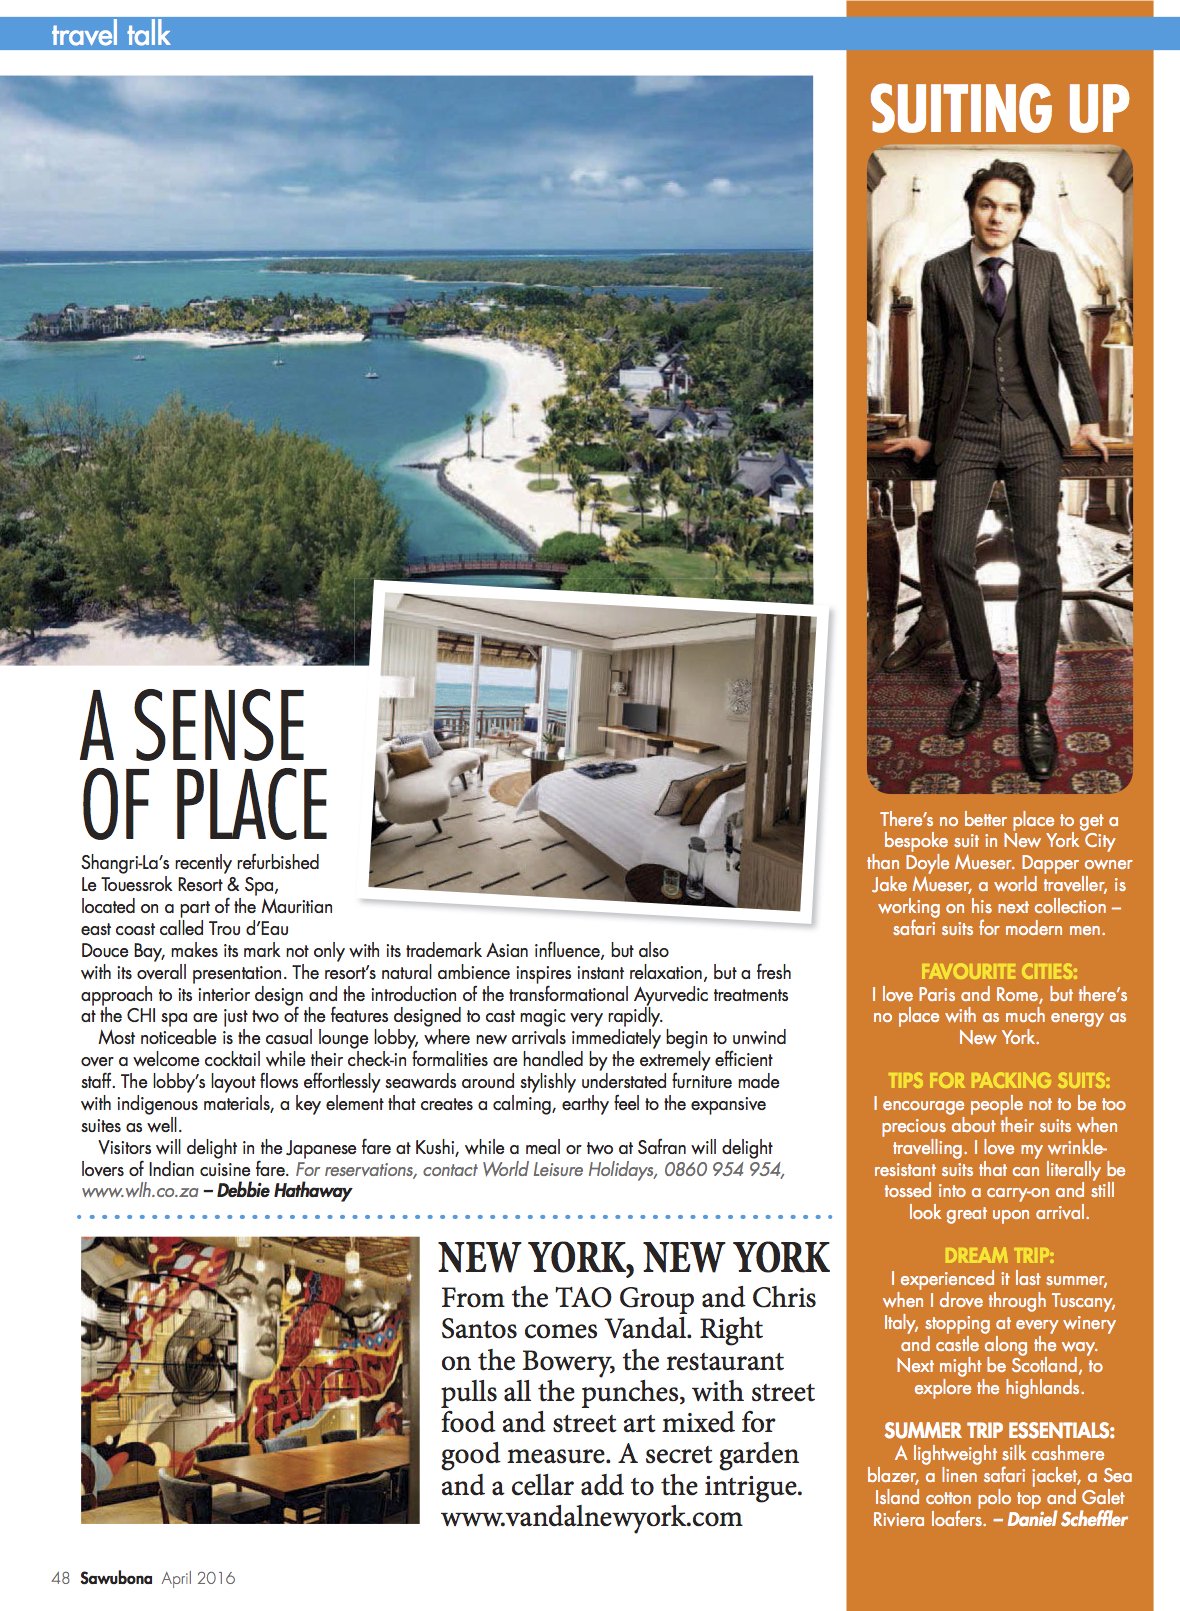 travel talk
A SENSE
OF PLACE
Shangri-La's recently refurbished
Le Touessrok Resort & Spa,
located on a part of the Mauritian
east coast called Trou d'Eau
Douce Bay, makes its mark not only with its trademark Asian influence, but also
with its overall presentation. The resort's natural ambience inspires instant relaxation, but a fresh
approach to its interior design and the introduction of the transformational Ayurvedic treatments
at the CHI spa are just two of the features designed to cast magic very rapidly.
Most noticeable is the casual lounge lobby, where new arrivals immediately begin to unwind
over a welcome cocktail while their check-in formalities are handled by the extremely efficient
staff. The lobby's layout flows effortlessly seawards around stylishly understated furniture made
with indigenous materials, a key element that creates a calming, earthy feel to the expansive
suites as well.
Visitors will delight in the Japanese fare at Kushi, while a meal or two at Safran will delight
lovers of Indian cuisine fare. For reservations, contact World Leisure Holidays, 0860 954 954,
www.wlh.co.za – Debbie Hathaway
NEW YORK, NEW YORK
From the TAO Group and Chris
Santos comes Vandal. Right
on the Bowery, the restaurant
pulls all the punches, with street
food and street art mixed for
good measure. A secret garden
and a cellar add to the intrigue.
www.vandalnewyork.com
SUITING UP
There's no better place to get a
bespoke suit in New York City
than Doyle Mueser. Dapper owner
Jake Mueser, a world traveller, is
working on his next collection –
safari suits for modern men.
FAVOURITE CITIES:
I love Paris and Rome, but there's
no place with as much energy as
New York.
TIPS FOR PACKING SUITS:
I encourage people not to be too
precious about their suits when
travelling. I love my wrinkle-
resistant suits that can literally be
tossed into a carry-on and still
look great upon arrival.
DREAM TRIP:
I experienced it last summer,
when I drove through Tuscany,
Italy, stopping at every winery
and castle along the way.
Next might be Scotland, to
explore the highlands.
SUMMER TRIP ESSENTIALS:
A lightweight silk cashmere
blazer, a linen safari jacket, a Sea
Island cotton polo top and Galet
Riviera loafers. – Daniel Scheffler
48 Sawubona April 2016